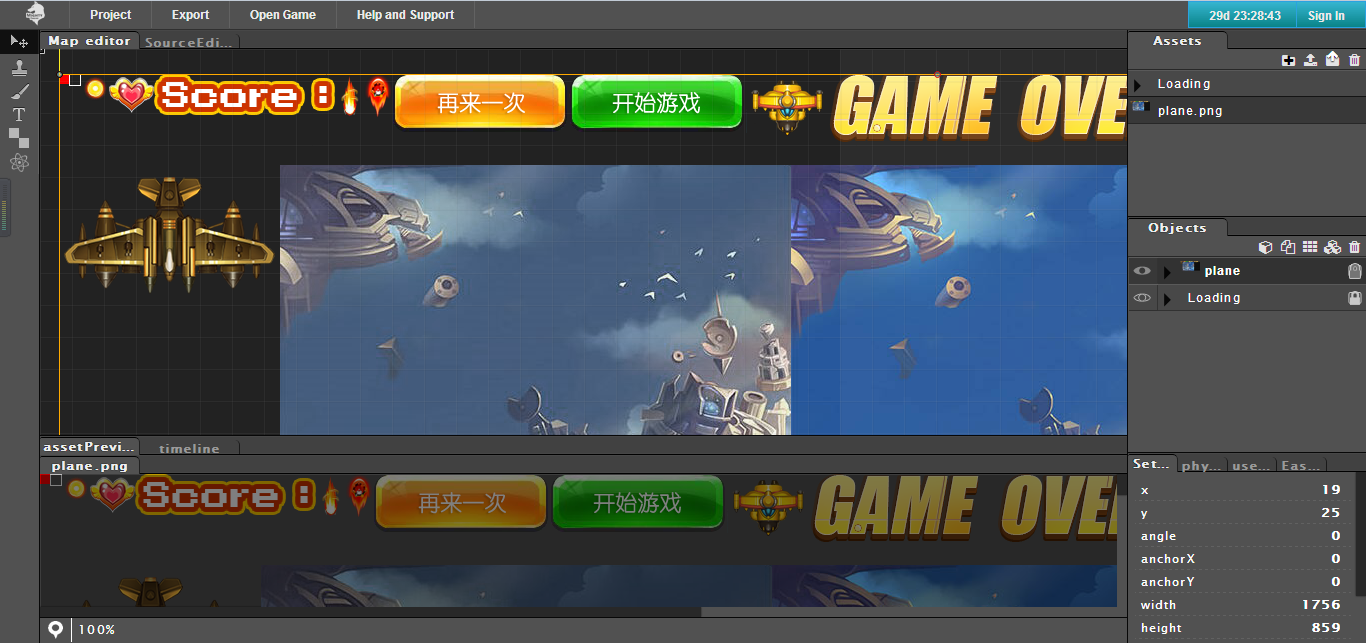 Project Export Open Game Help and Support 29d 23:28:43 Sign In
Map editor SourceEdi... Assets
Score : 再来一次 开始游戏 GAME OVE
Loading
plane.png
Objects
plane
Loading
assetPrevi... timeline
plane.png
Score : 再来一次 开始游戏 GAME OVE
Set... phy... use... Eas...
x 19
y 25
angle 0
anchorX 0
anchorY 0
width 1756
height 859
100%